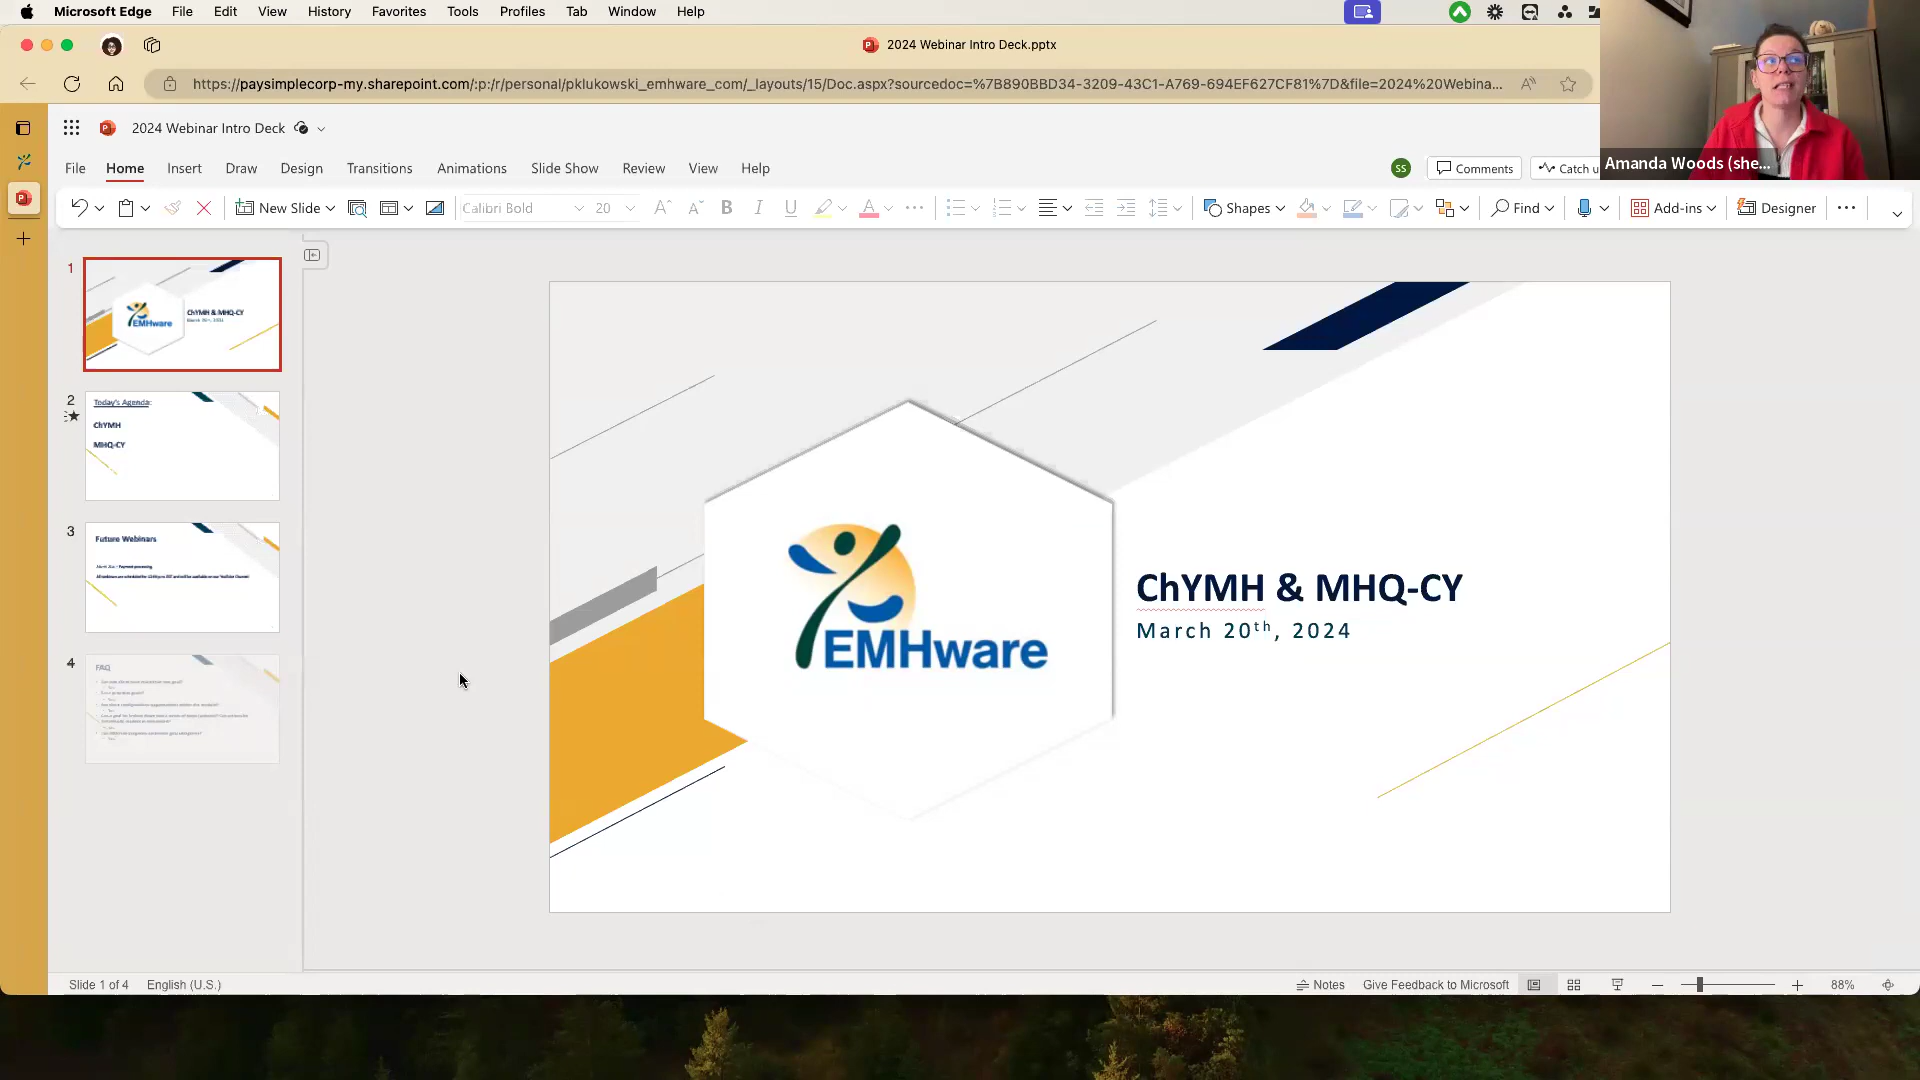 Microsoft Edge File Edit View History Favorites Tools Profiles Tab Window Help
2024 Webinar Intro Deck.pptx
https://paysimplecorp-my.sharepoint.com/:p:/r/personal/pklukowski_emhware_com/_layouts/15/Doc.aspx?sourcedoc=%7B890BBD34-3209-43C1-A769-694EF627CF81%7D&file=2024%20Webina...
2024 Webinar Intro Deck
Amanda Woods (she...
File Home Insert Draw Design Transitions Animations Slide Show Review View Help SS Comments Catch u
New Slide Calibri Bold 20 B I U A Shapes Find Add-ins Designer
1
EMHware
ChYMH & MHQ-CY
2
Today's Agenda:
ChYMH
MHQ-CY
3
Future Webinars
4
FAQ
EMHware
ChYMH & MHQ-CY
March 20th, 2024
Slide 1 of 4 English (U.S.) Notes Give Feedback to Microsoft 88%